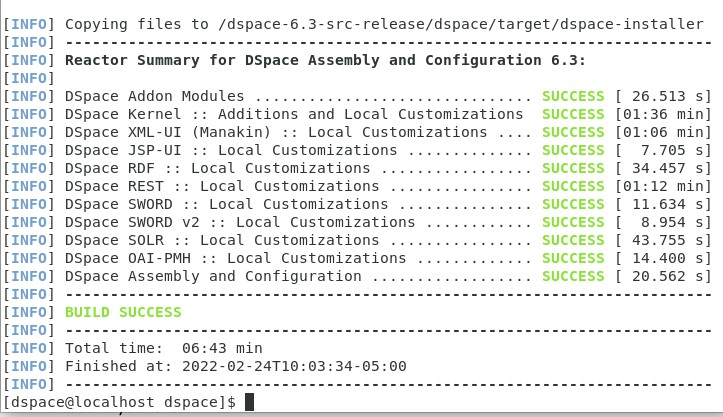 [INFO] Copying files to /dspace-6.3-src-release/dspace/target/dspace-installer
[INFO] ------------------------------------------------------------------------
[INFO] Reactor Summary for DSpace Assembly and Configuration 6.3:
[INFO]
[INFO] DSpace Addon Modules ............................... SUCCESS [ 26.513 s]
[INFO] DSpace Kernel :: Additions and Local Customizations  SUCCESS [01:36 min]
[INFO] DSpace XML-UI (Manakin) :: Local Customizations .... SUCCESS [01:06 min]
[INFO] DSpace JSP-UI :: Local Customizations .............. SUCCESS [  7.705 s]
[INFO] DSpace RDF :: Local Customizations ................. SUCCESS [ 34.457 s]
[INFO] DSpace REST :: Local Customizations ................ SUCCESS [01:12 min]
[INFO] DSpace SWORD :: Local Customizations ............... SUCCESS [ 11.634 s]
[INFO] DSpace SWORD v2 :: Local Customizations ............ SUCCESS [  8.954 s]
[INFO] DSpace SOLR :: Local Customizations ................ SUCCESS [ 43.755 s]
[INFO] DSpace OAI-PMH :: Local Customizations ............. SUCCESS [ 14.400 s]
[INFO] DSpace Assembly and Configuration .................. SUCCESS [ 20.562 s]
[INFO] ------------------------------------------------------------------------
[INFO] BUILD SUCCESS
[INFO] ------------------------------------------------------------------------
[INFO] Total time:  06:43 min
[INFO] Finished at: 2022-02-24T10:03:34-05:00
[INFO] ------------------------------------------------------------------------
[dspace@localhost dspace]$